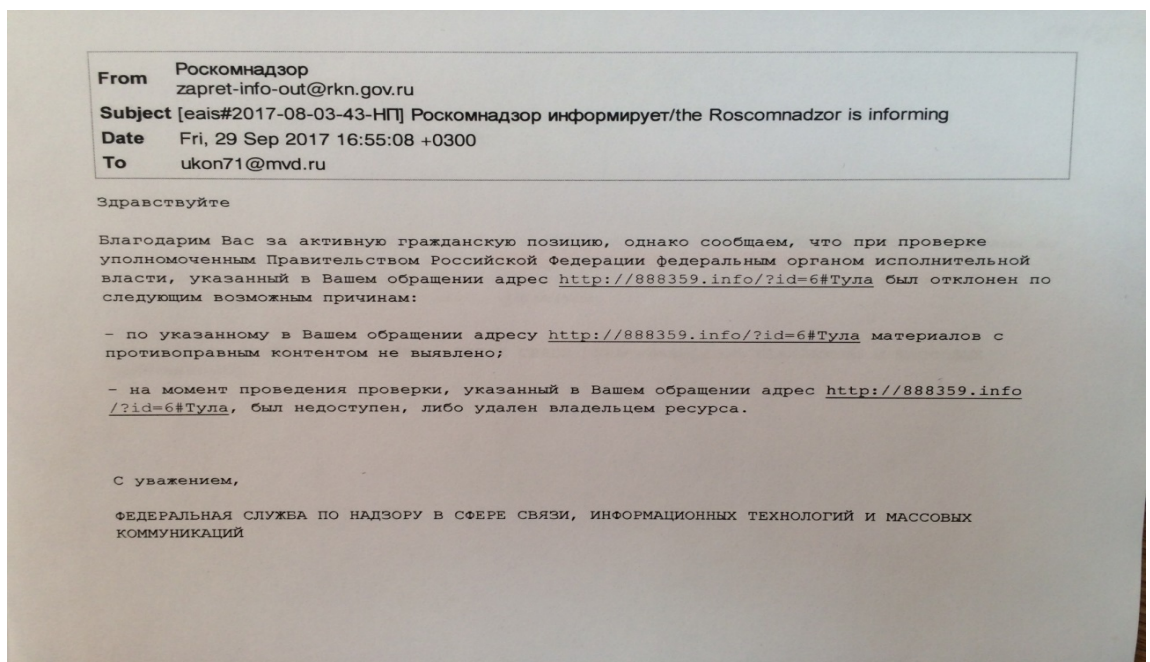 From Роскомнадзор
zapret-info-out@rkn.gov.ru
Subject [eais#2017-08-03-43-НП] Роскомнадзор информирует/the Roscomnadzor is informing
Date Fri, 29 Sep 2017 16:55:08 +0300
To ukon71@mvd.ru
Здравствуйте
Благодарим Вас за активную гражданскую позицию, однако сообщаем, что при проверке
уполномоченным Правительством Российской Федерации федеральным органом исполнительной
власти, указанный в Вашем обращении адрес http://888359.info/?id=6#Тула был отклонен по
следующим возможным причинам:
- по указанному в Вашем обращении адресу http://888359.info/?id=6#Тула материалов с
противоправным контентом не выявлено;
- на момент проведения проверки, указанный в Вашем обращении адрес http://888359.info
/?id=6#Тула, был недоступен, либо удален владельцем ресурса.
С уважением,
ФЕДЕРАЛЬНАЯ СЛУЖБА ПО НАДЗОРУ В СФЕРЕ СВЯЗИ, ИНФОРМАЦИОННЫХ ТЕХНОЛОГИЙ И МАССОВЫХ
КОММУНИКАЦИЙ